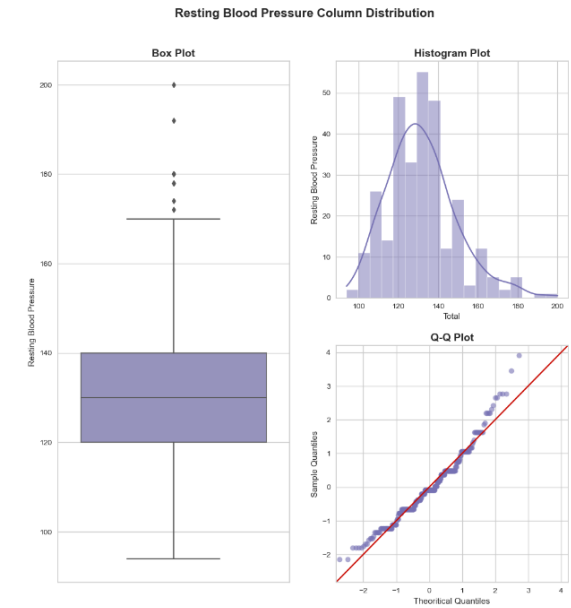 Resting Blood Pressure Column Distribution
Box Plot
200
180
160
140
120
100
Resting Blood Pressure
Histogram Plot
50
40
30
20
10
0
Resting Blood Pressure
100 120 140 160 180 200
Total
Q-Q Plot
4
3
2
1
0
−1
−2
Sample Quantiles
−2 −1 0 1 2 3 4
Theoritical Quantiles